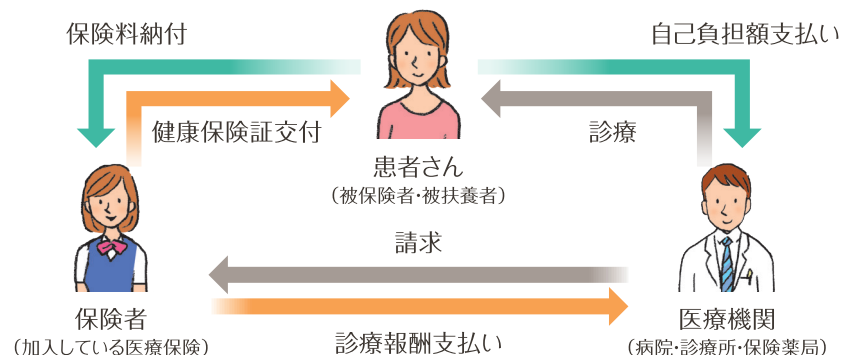 保険料納付
自己負担額支払い
健康保険証交付
診療
患者さん
(被保険者・被扶養者)
請求
保険者
(加入している医療保険)
診療報酬支払い
医療機関
(病院・診療所・保険薬局)